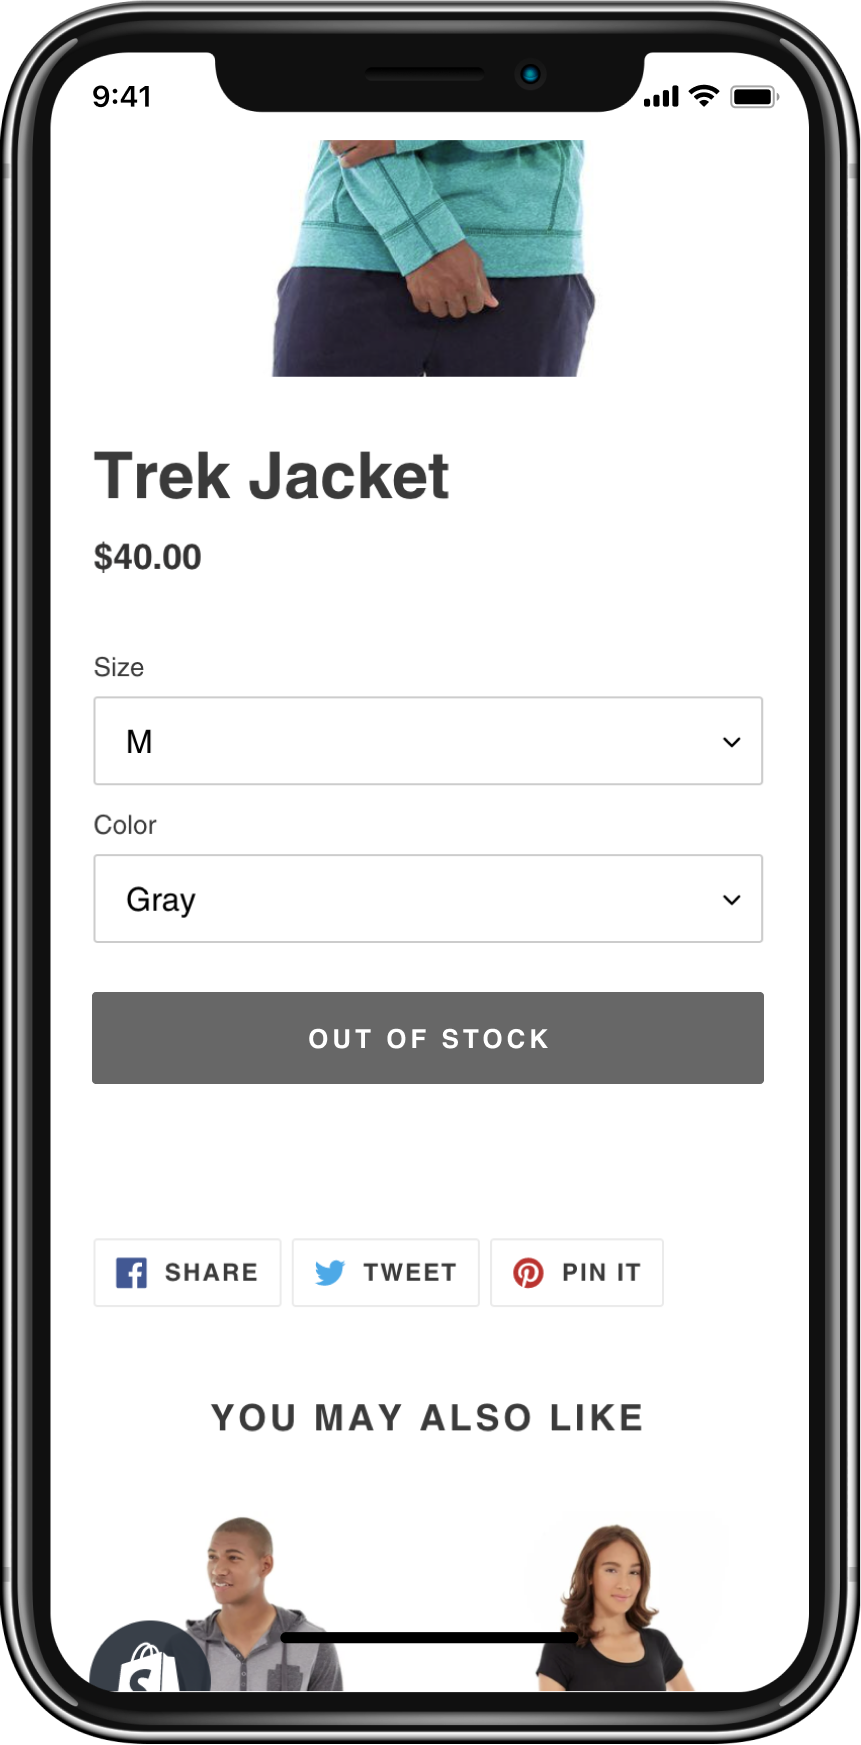 9:41
Trek Jacket
$40.00
Size
M
Color
Gray
OUT OF STOCK
SHARE TWEET PIN IT
YOU MAY ALSO LIKE
S